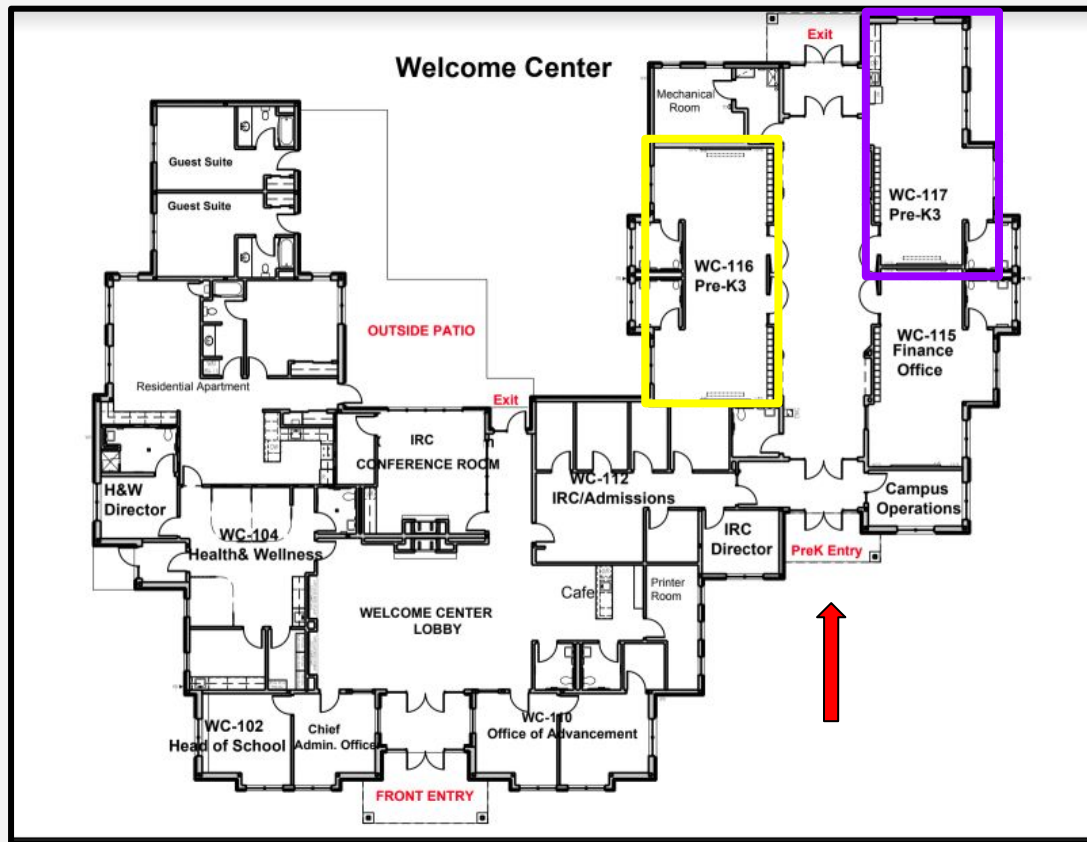 Welcome Center
Exit
Mechanical
Room
Guest Suite
Guest Suite
WC-117
Pre-K3
WC-116
Pre-K3
OUTSIDE PATIO
WC-115
Finance
Office
Residential Apartment
Exit
IRC
CONFERENCE ROOM
WC-112
IRC/Admissions
H&W
Director
Campus
Operations
WC-104
Health& Wellness
IRC
Director
PreK Entry
Cafe
Printer
Room
WELCOME CENTER
LOBBY
WC-102
Head of School
Chief
Admin. Office
WC-110
Office of Advancement
FRONT ENTRY